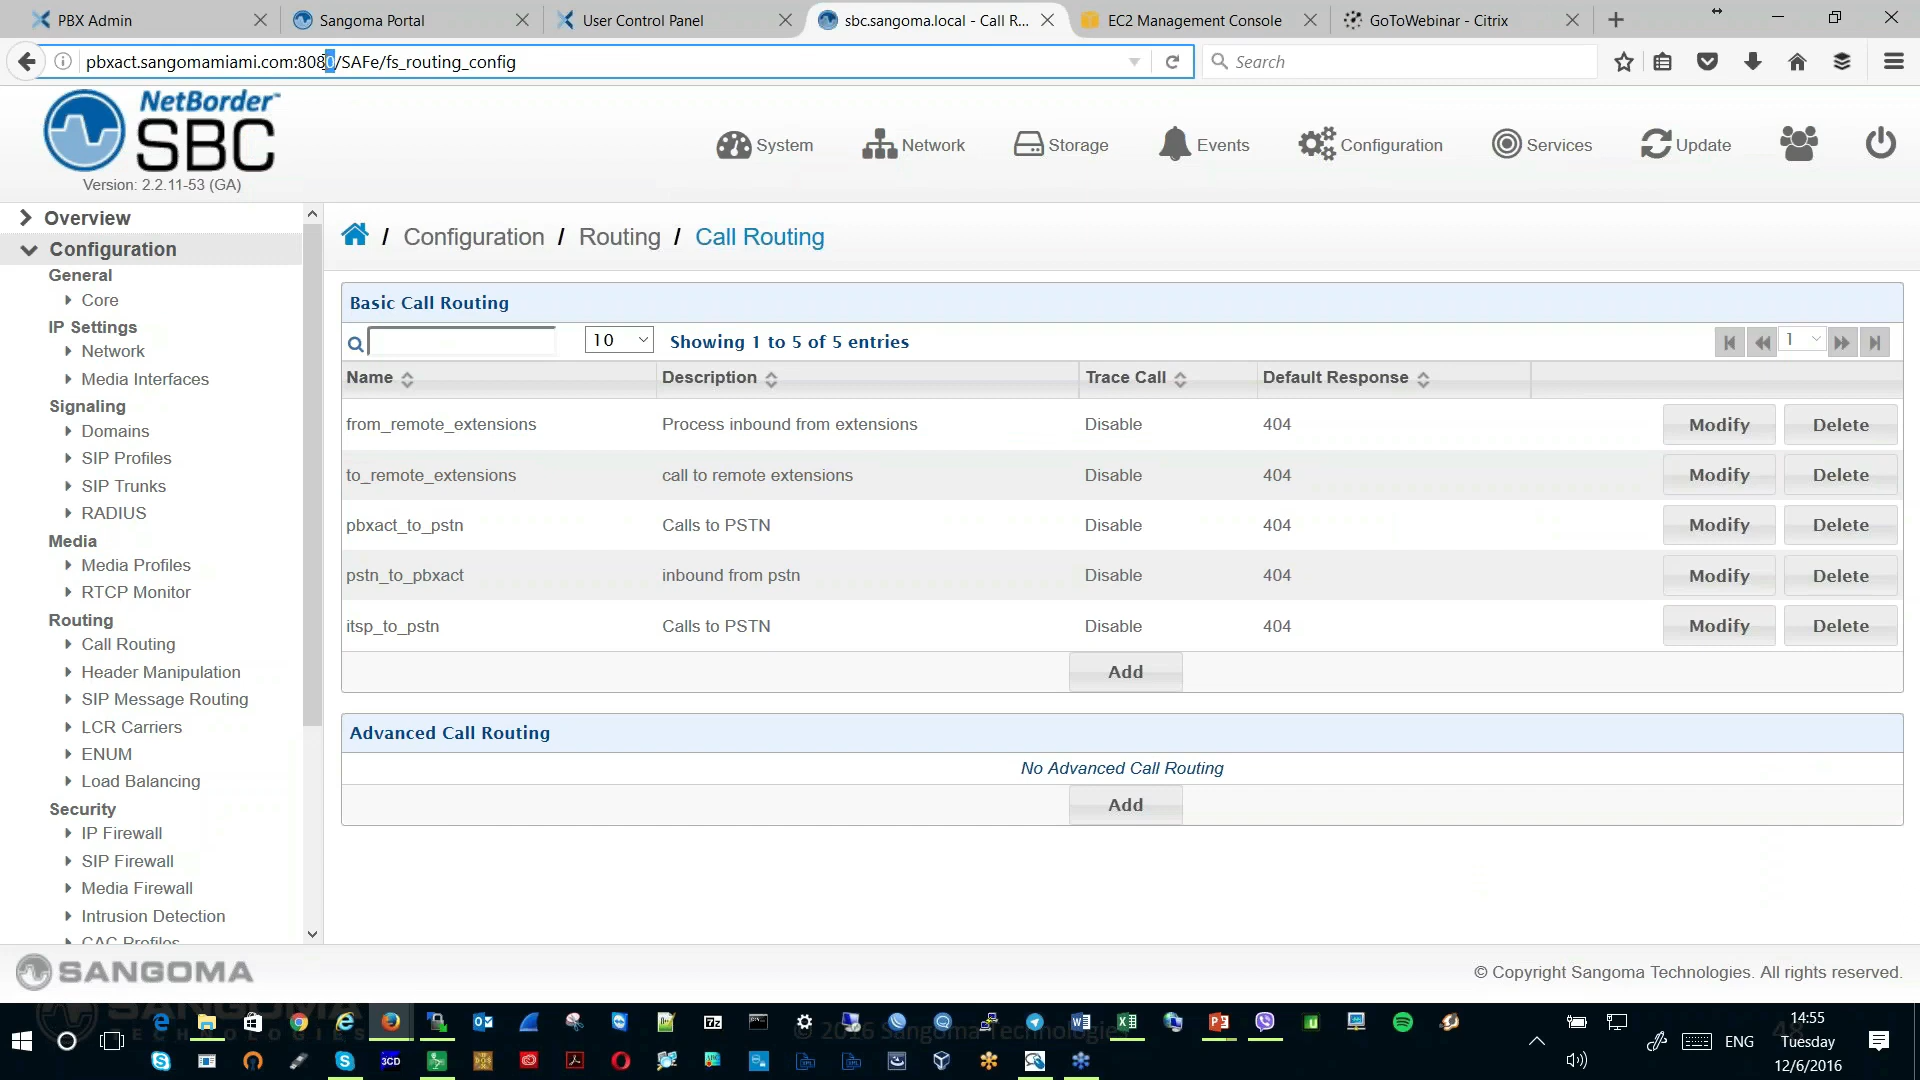 PBX Admin
Sangoma Portal
User Control Panel
sbc.sangoma.local - Call R...
EC2 Management Console
GoToWebinar - Citrix
pbxact.sangomamiami.com:8080/SAFe/fs_routing_config
Search
NetBorder™
SBC
Version: 2.2.11-53 (GA)
System
Network
Storage
Events
Configuration
Services
Update
Overview
Configuration
General
Core
IP Settings
Network
Media Interfaces
Signaling
Domains
SIP Profiles
SIP Trunks
RADIUS
Media
Media Profiles
RTCP Monitor
Routing
Call Routing
Header Manipulation
SIP Message Routing
LCR Carriers
ENUM
Load Balancing
Security
IP Firewall
SIP Firewall
Media Firewall
Intrusion Detection
CAC Profiles
/ Configuration / Routing / Call Routing
Basic Call Routing
10 Showing 1 to 5 of 5 entries 1
Name Description Trace Call Default Response
from_remote_extensions Process inbound from extensions Disable 404 Modify Delete
to_remote_extensions call to remote extensions Disable 404 Modify Delete
pbxact_to_pstn Calls to PSTN Disable 404 Modify Delete
pstn_to_pbxact inbound from pstn Disable 404 Modify Delete
itsp_to_pstn Calls to PSTN Disable 404 Modify Delete
Add
Advanced Call Routing
No Advanced Call Routing
Add
SANGOMA
© Copyright Sangoma Technologies. All rights reserved.
© 2016 Sangoma Technologies
48
ENG
14:55
Tuesday
12/6/2016